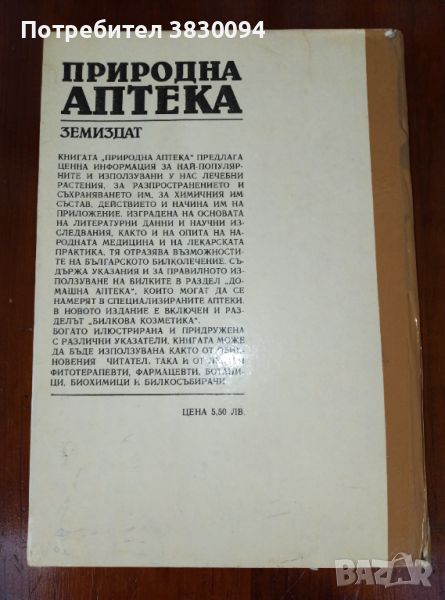 Потребител 3830094
ПРИРОДНА
АПТЕКА
ЗЕМИЗДАТ
КНИГАТА „ПРИРОДНА АПТЕКА“ ПРЕДЛАГА
ЦЕННА ИНФОРМАЦИЯ ЗА НАЙ-ПОПУЛЯР-
НИТЕ И ИЗПОЛЗУВАНИ У НАС ЛЕЧЕБНИ
РАСТЕНИЯ, ЗА РАЗПРОСТРАНЕНИЕТО И
СЪХРАНЯВАНЕТО ИМ, ЗА ХИМИЧНИЯ ИМ
СЪСТАВ, ДЕЙСТВИЕТО И НАЧИНА ИМ НА
ПРИЛОЖЕНИЕ. ИЗГРАДЕНА НА ОСНОВАТА
НА ЛИТЕРАТУРНИ ДАННИ И НАУЧНИ ИЗ-
СЛЕДВАНИЯ, КАКТО И НА ОПИТА НА НА-
РОДНАТА МЕДИЦИНА И НА ЛЕКАРСКАТА
ПРАКТИКА, ТЯ ОТРАЗЯВА ВЪЗМОЖНОСТИ-
ТЕ НА БЪЛГАРСКОТО БИЛКОЛЕЧЕНИЕ. СЪ-
ДЪРЖА УКАЗАНИЯ И ЗА ПРАВИЛНОТО ИЗ-
ПОЛЗУВАНЕ НА БИЛКИТЕ В РАЗДЕЛ „ДО-
МАШНА АПТЕКА“, КОИТО МОГАТ ДА СЕ
НАМЕРЯТ В СПЕЦИАЛИЗИРАНИТЕ АПТЕКИ.
В НОВОТО ИЗДАНИЕ Е ВКЛЮЧЕН И РАЗ-
ДЕЛЪТ „БИЛКОВА КОЗМЕТИКА“.
БОГАТО ИЛЮСТРИРАНА И ПРИДРУЖЕНА
С РАЗЛИЧНИ УКАЗАТЕЛИ, КНИГАТА МОЖЕ
ДА БЪДЕ ИЗПОЛЗУВАНА КАКТО ОТ ОБИК-
НОВЕНИЯ ЧИТАТЕЛ, ТАКА И ОТ
ФИТОТЕРАПЕВТИ, ФАРМАЦЕВТИ, БОТАНИ-
ЦИ, БИОХИМИЦИ И БИЛКОСЪБИРАЧИ.
ЦЕНА 5,50 ЛВ.
BAZAR